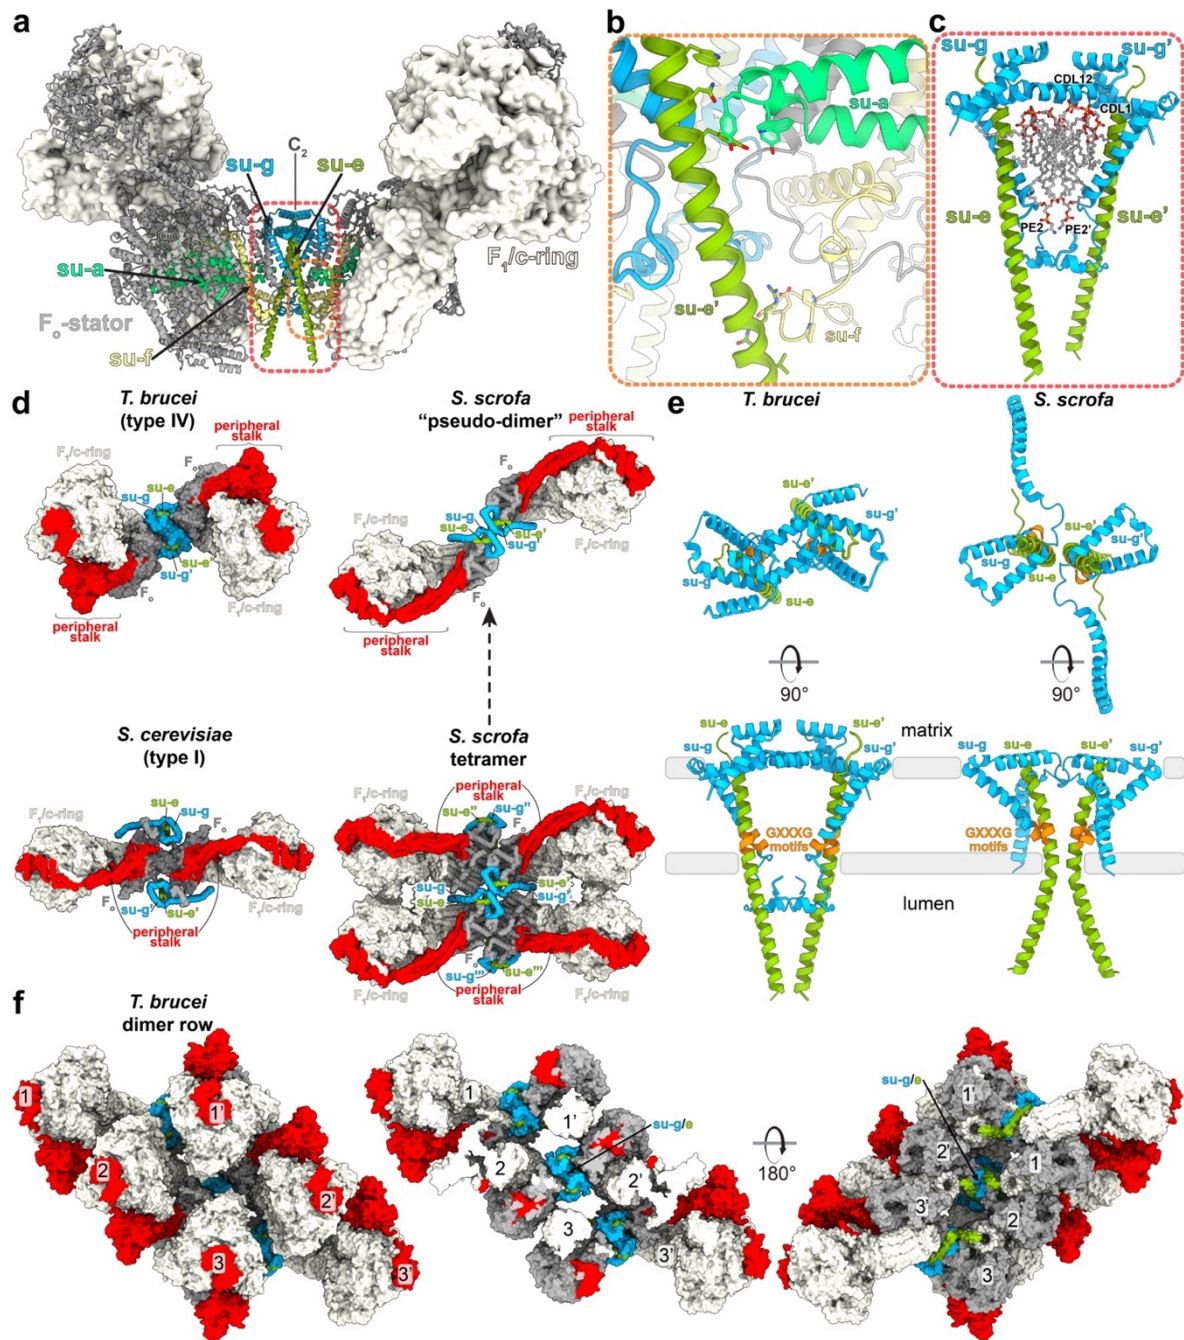 a
C2
su-g
su-e
su-a
Fo-stator
su-f
F1/c-ring
b
su-a
su-e'
su-f
c
su-g
su-g'
CDL12
CDL1
su-e
su-e'
PE2
PE2'
d
T. brucei
(type IV)
peripheral
stalk
F1/c-ring
Fo
su-e
su-g
su-e'
su-g'
Fo
F1/c-ring
peripheral
stalk
S. scrofa
“pseudo-dimer”
peripheral
stalk
F1/c-ring
Fo
su-g
su-e
su-e'
su-g'
F1/c-ring
Fo
peripheral
stalk
S. cerevisiae
(type I)
F1/c-ring
su-e
su-g
Fo
Fo
su-g'
su-e'
F1/c-ring
peripheral
stalk
S. scrofa
tetramer
peripheral
stalk
F1/c-ring
su-e''
su-g''
Fo
F1/c-ring
su-g
su-e
su-e'
su-g'
Fo
su-g'''
su-e'''
F1/c-ring
peripheral
stalk
F1/c-ring
e
T. brucei
S. scrofa
su-e'
su-g'
su-g
su-e
su-e'
su-g'
su-g
su-e
90°
90°
su-e
su-g
su-e'
su-g'
matrix
su-g
su-e
su-e'
su-g'
GXXXG
motifs
GXXXG
motifs
lumen
f
T. brucei
dimer row
1
1'
2
2'
3
3'
1
1'
su-g/e
2
2'
3
3'
180°
su-g/e
1'
2'
1
3'
2
3